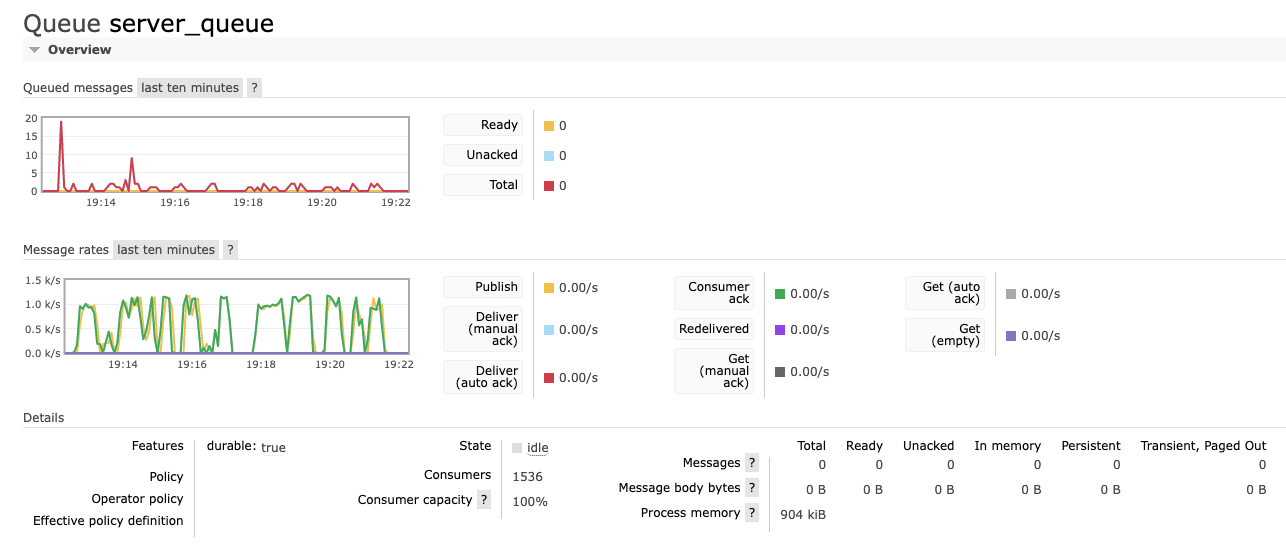 Queue server_queue
Overview
Queued messages last ten minutes ?
20
15
10
5
0
19:14 19:16 19:18 19:20 19:22
Ready 0
Unacked 0
Total 0
Message rates last ten minutes ?
1.5 k/s
1.0 k/s
0.5 k/s
0.0 k/s
19:14 19:16 19:18 19:20 19:22
Publish 0.00/s
Deliver
(manual
ack) 0.00/s
Deliver
(auto ack) 0.00/s
Consumer
ack 0.00/s
Redelivered 0.00/s
Get
(manual
ack) 0.00/s
Get (auto
ack) 0.00/s
Get
(empty) 0.00/s
Details
Features durable: true
Policy
Operator policy
Effective policy definition
State idle
Consumers 1536
Consumer capacity ? 100%
Total Ready Unacked In memory Persistent Transient, Paged Out
Messages ? 0 0 0 0 0 0
Message body bytes ? 0 B 0 B 0 B 0 B 0 B 0 B
Process memory ? 904 kiB